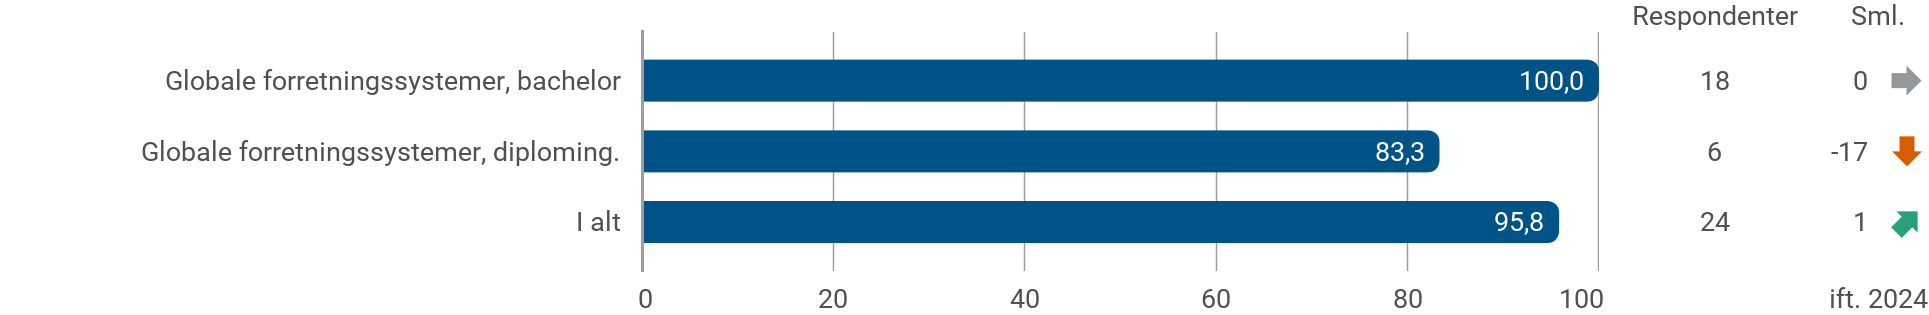 Respondenter Sml.
Globale forretningssystemer, bachelor 100,0 18 0
Globale forretningssystemer, diploming. 83,3 6 -17
I alt 95,8 24 1
0 20 40 60 80 100 ift. 2024